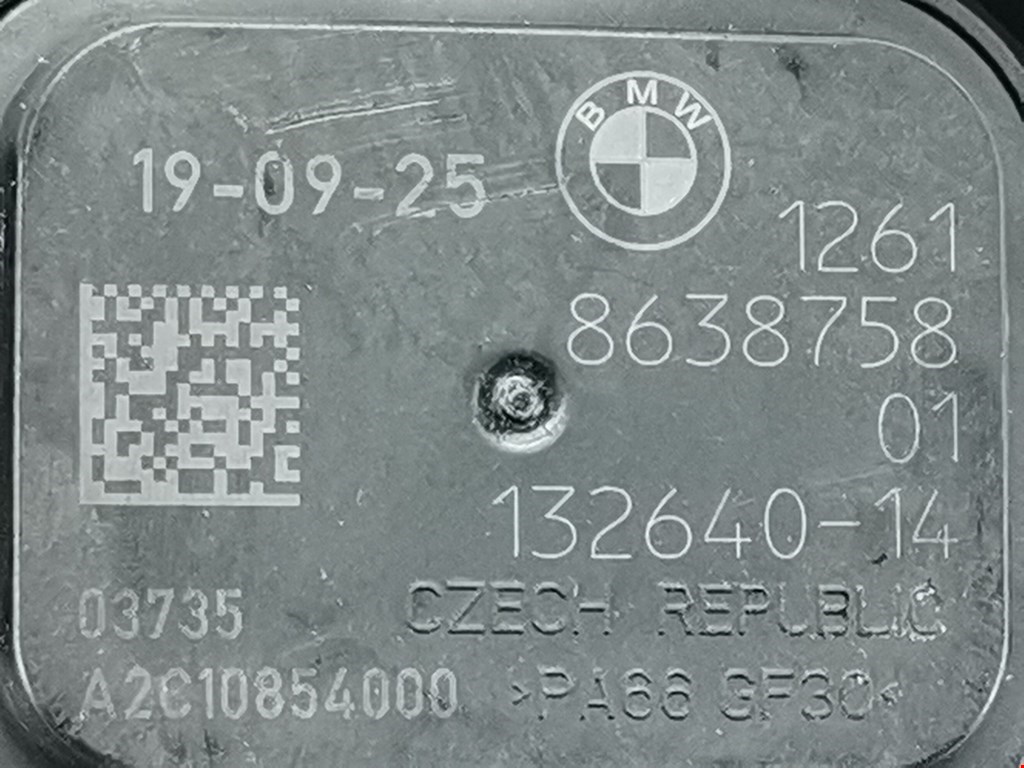 BMW
19-09-25
1261
8638758
01
132640-14
03735
CZECH REPUBLIC
A2C10854000
>PA66 GF30<